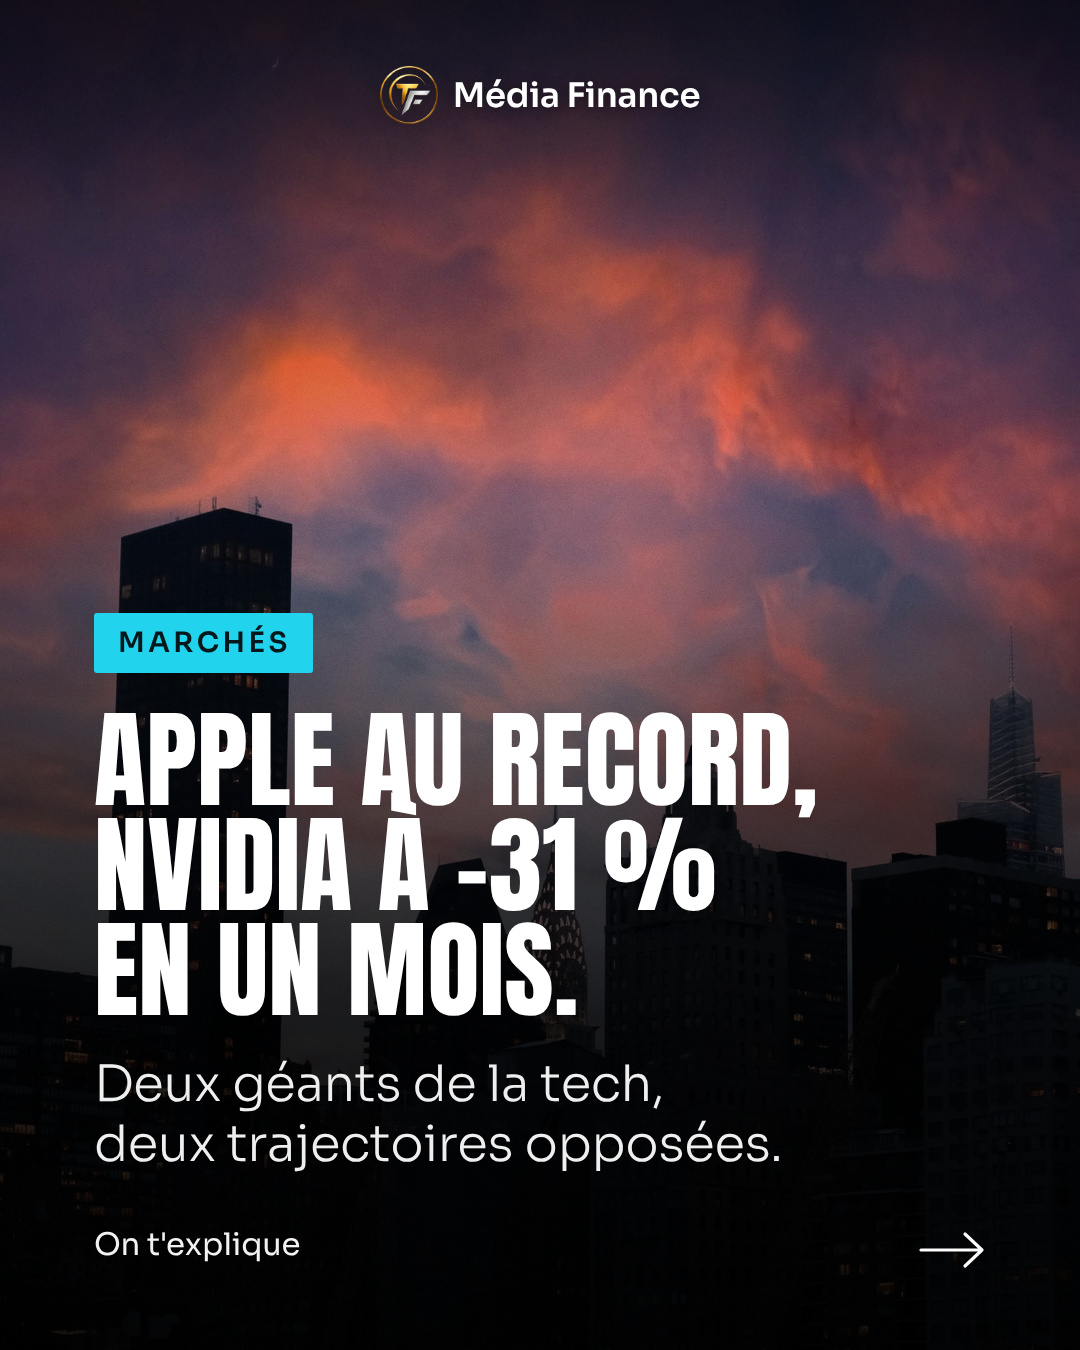 TF Média Finance
MARCHÉS
APPLE AU RECORD,
NVIDIA À -31 %
EN UN MOIS.
Deux géants de la tech,
deux trajectoires opposées.
On t'explique